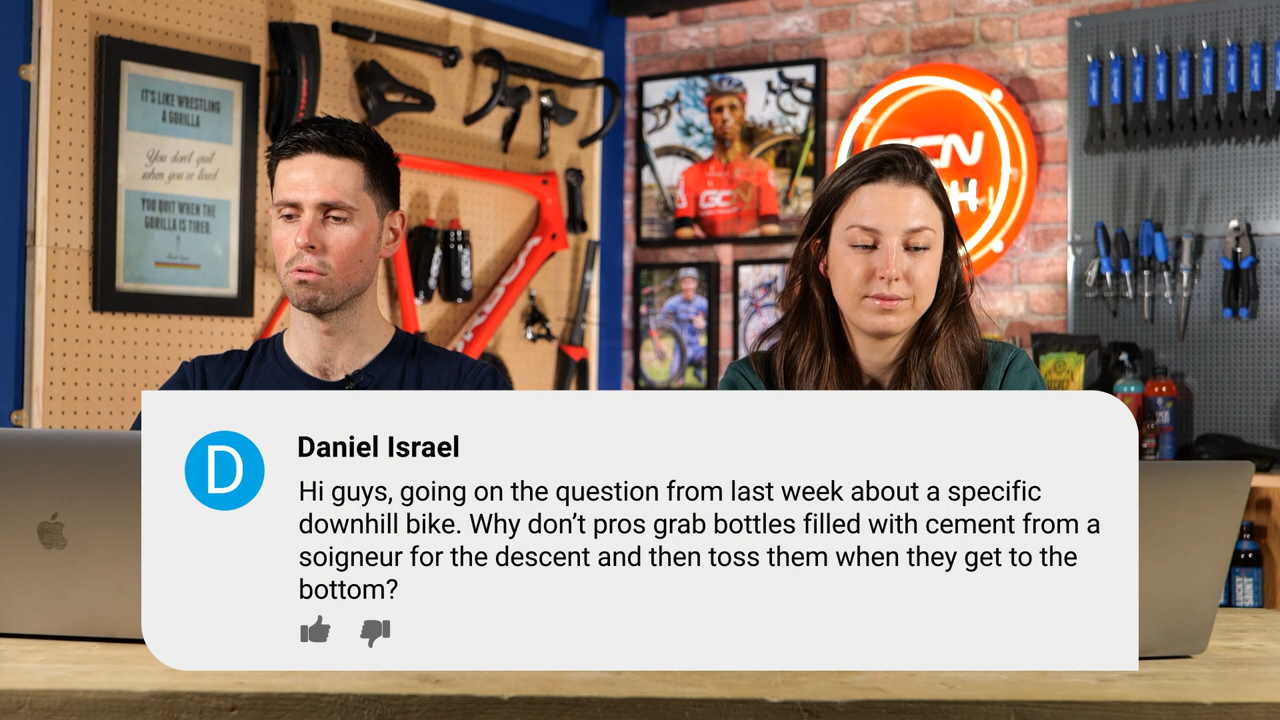 IT'S LIKE WRESTLING
A GORILLA
You don't quit
when you're tired
YOU QUIT WHEN THE
GORILLA IS TIRED.
GCN
GCN
D
Daniel Israel
Hi guys, going on the question from last week about a specific
downhill bike. Why don't pros grab bottles filled with cement from a
soigneur for the descent and then toss them when they get to the
bottom?